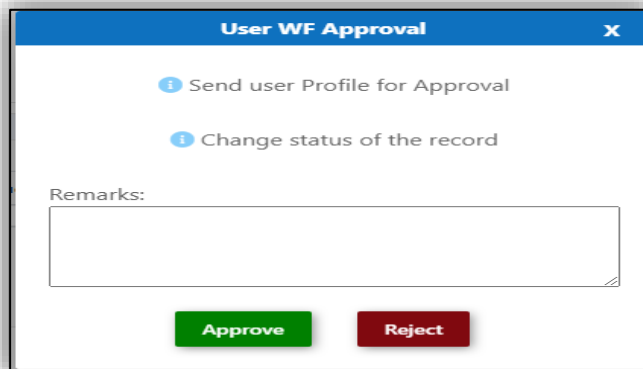 User WF Approval x
Send user Profile for Approval
Change status of the record
Remarks:
Approve Reject